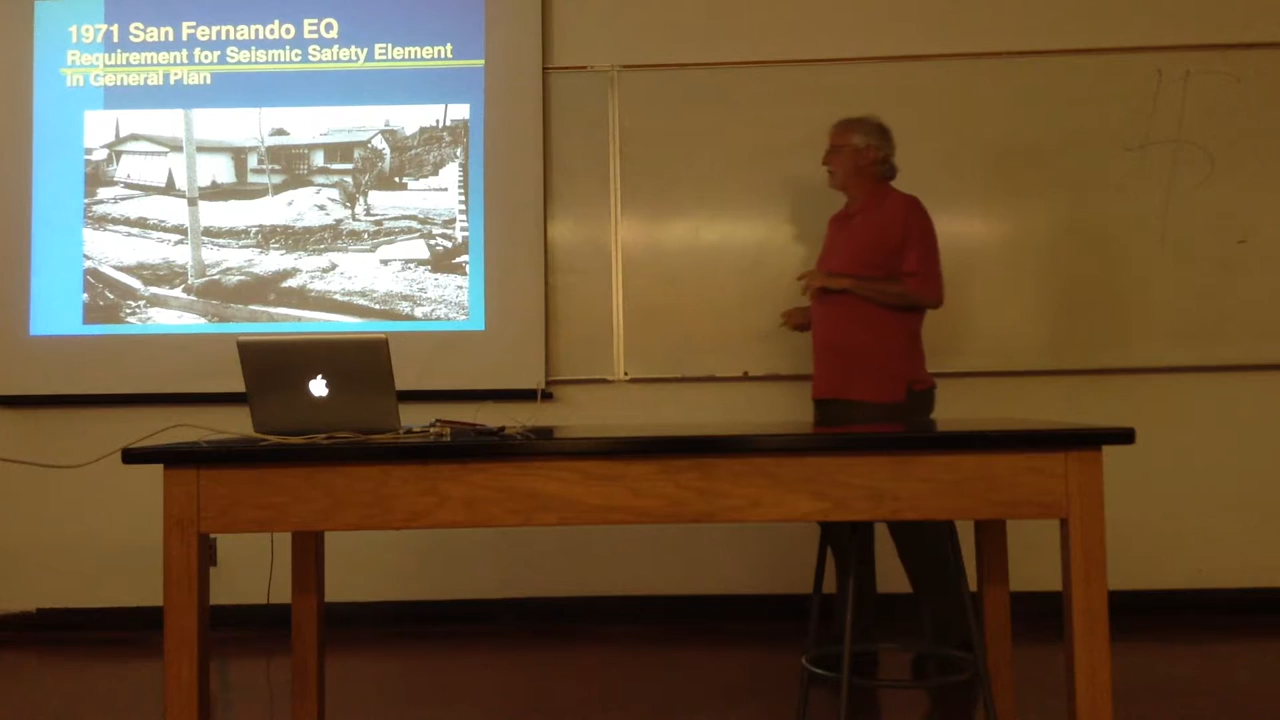 1971 San Fernando EQ
Requirement for Seismic Safety Element
In General Plan